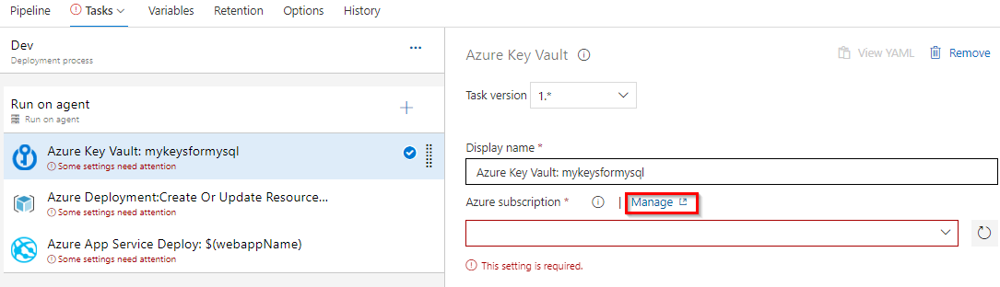 Pipeline Tasks Variables Retention Options History
Dev
Deployment process
Run on agent
Run on agent
Azure Key Vault: mykeysformysql
Some settings need attention
Azure Deployment:Create Or Update Resource...
Some settings need attention
Azure App Service Deploy: $(webappName)
Some settings need attention
Azure Key Vault View YAML Remove
Task version 1.*
Display name *
Azure Key Vault: mykeysformysql
Azure subscription * | Manage
This setting is required.